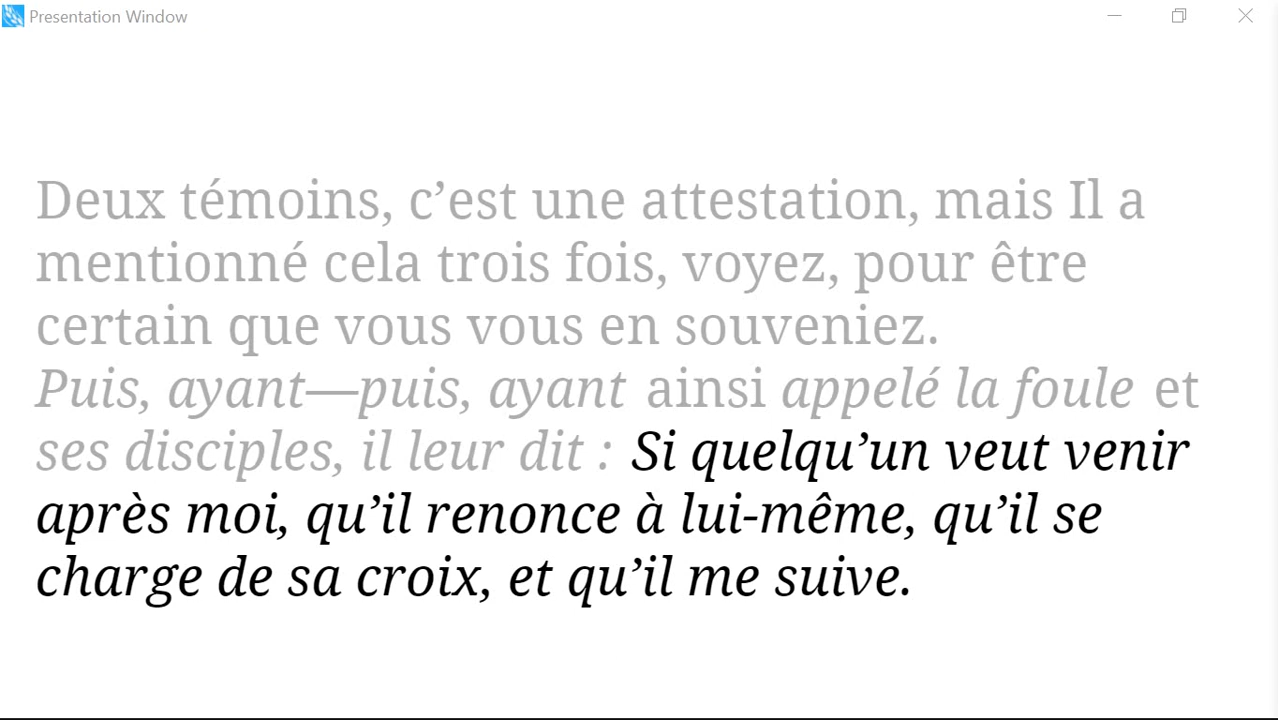 Presentation Window
Deux témoins, c’est une attestation, mais Il a
mentionné cela trois fois, voyez, pour être
certain que vous vous en souveniez.
Puis, ayant—puis, ayant ainsi appelé la foule et
ses disciples, il leur dit : Si quelqu’un veut venir
après moi, qu’il renonce à lui-même, qu’il se
charge de sa croix, et qu’il me suive.